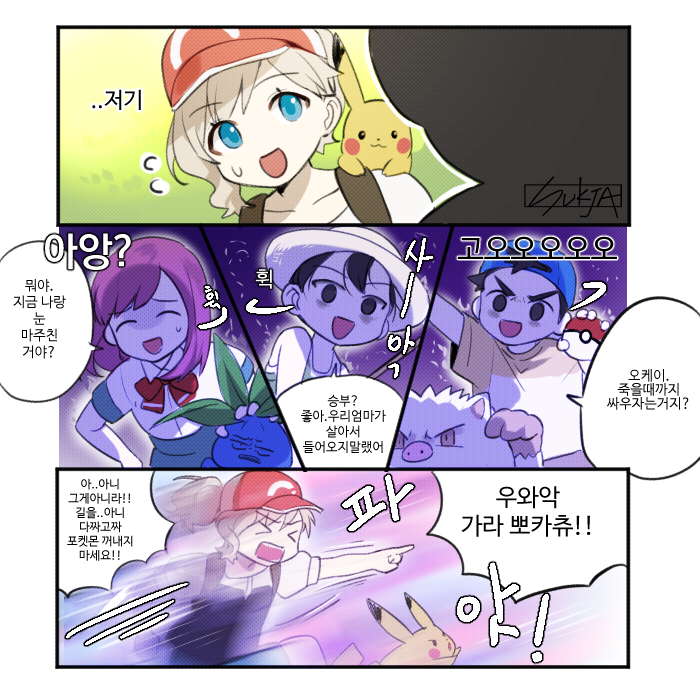 ..저기
SUKJA
아앙?
뭐야.
지금 나랑
눈
마주친
거야?
휙
휙
사
악
승부?
좋아.우리엄마가
살아서
들어오지말랬어
고오오오오오
오케이.
죽을때까지
싸우자는거지?
아..아니
그게아니라!!
길을..아니
다짜고짜
포켓몬 꺼내지
마세요!!
파
앗!
우와악
가라 뽀카츄!!